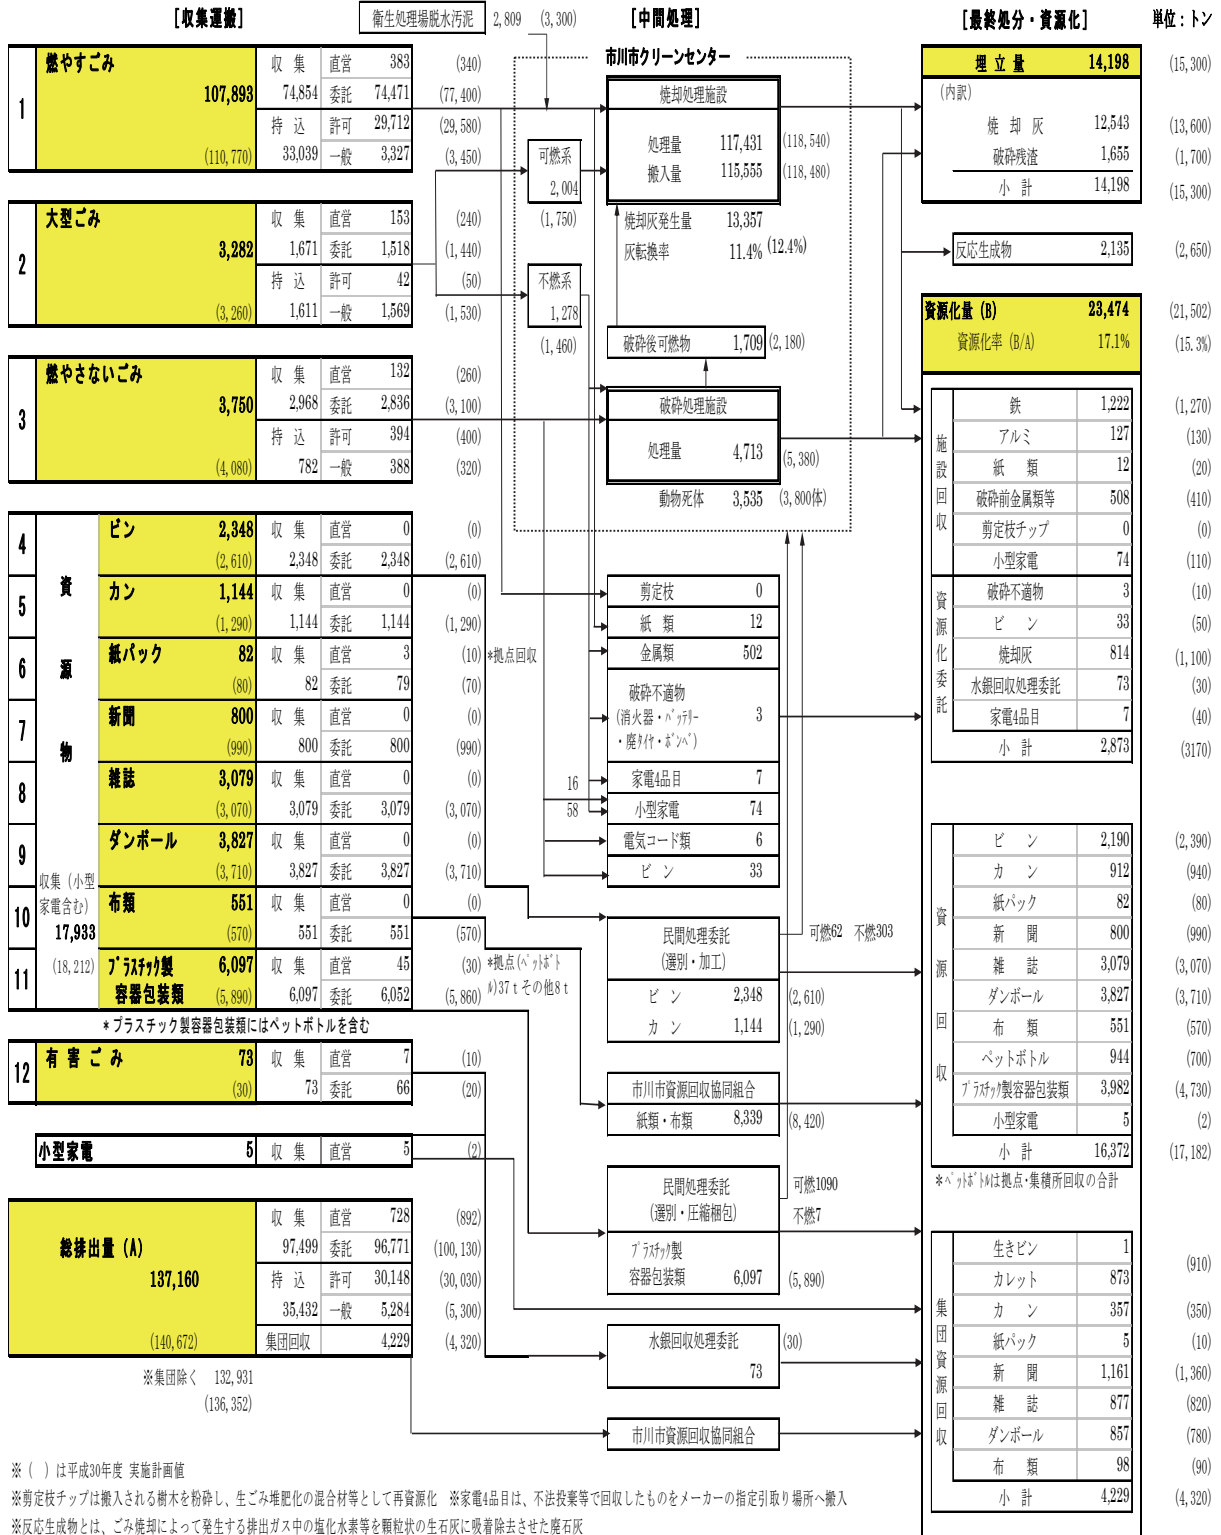 ［収集運搬］ 衛生処理場脱水汚泥 2,809 (3,300) ［中間処理］ ［最終処分・資源化］ 単位：トン
市川市クリーンセンター
1 燃やすごみ 107,893 (110,770)
収 集 74,854 直営 383 (340)
委託 74,471 (77,400)
持 込 33,039 許可 29,712 (29,580)
一般 3,327 (3,450)
2 大型ごみ 3,282 (3,260)
収 集 1,671 直営 153 (240)
委託 1,518 (1,440)
持 込 1,611 許可 42 (50)
一般 1,569 (1,530)
3 燃やさないごみ 3,750 (4,080)
収 集 2,968 直営 132 (260)
委託 2,836 (3,100)
持 込 782 許可 394 (400)
一般 388 (320)
資源物
収集（小型家電含む）
17,933
(18,212)
4 ビン 2,348 (2,610)
収 集 2,348 直営 0 (0)
委託 2,348 (2,610)
5 カン 1,144 (1,290)
収 集 1,144 直営 0 (0)
委託 1,144 (1,290)
6 紙パック 82 (80)
収 集 82 直営 3 (10) *拠点回収
委託 79 (70)
7 新聞 800 (990)
収 集 800 直営 0 (0)
委託 800 (990)
8 雑誌 3,079 (3,070)
収 集 3,079 直営 0 (0)
委託 3,079 (3,070)
9 ダンボール 3,827 (3,710)
収 集 3,827 直営 0 (0)
委託 3,827 (3,710)
10 布類 551 (570)
収 集 551 直営 0 (0)
委託 551 (570)
11 ﾌﾟﾗｽﾁｯｸ製容器包装類 6,097 (5,890)
収 集 6,097 直営 45 (30) *拠点(ﾍﾟｯﾄﾎﾞﾄ
委託 6,052 (5,860) ﾙ)37ｔその他8ｔ
*プラスチック製容器包装類にはペットボトルを含む
12 有 害 ご み 73 (30)
収 集 73 直営 7 (10)
委託 66 (20)
小型家電 5 収 集 直営 5 (2)
総排出量（A） 137,160 (140,672)
収 集 97,499 直営 728 (892)
委託 96,771 (100,130)
持 込 35,432 許可 30,148 (30,030)
一般 5,284 (5,300)
集団回収 4,229 (4,320)
※集団除く 132,931
(136,352)
可燃系 2,004
(1,750)
不燃系 1,278
(1,460)
焼却処理施設
処理量 117,431 (118,540)
搬入量 115,555 (118,480)
焼却灰発生量 13,357
灰転換率 11.4% (12.4%)
破砕後可燃物 1,709 (2,180)
破砕処理施設
処理量 4,713 (5,380)
動物死体 3,535 (3,800体)
剪定枝 0
紙 類 12
金属類 502
破砕不適物
(消火器・ﾊﾞｯﾃﾘｰ
・廃ﾀｲﾔ・ﾎﾞﾝﾍﾞ) 3
家電4品目 7
16
小型家電 74
58
電気コード類 6
ビ ン 33
民間処理委託
(選別・加工)
ビ ン 2,348 (2,610)
カ ン 1,144 (1,290)
可燃62 不燃303
市川市資源回収協同組合
紙類・布類 8,339 (8,420)
民間処理委託
(選別・圧縮梱包)
可燃1090
不燃7
ﾌﾟﾗｽﾁｯｸ製
容器包装類 6,097 (5,890)
水銀回収処理委託 (30)
73
市川市資源回収協同組合
埋 立 量 14,198 (15,300)
(内訳)
焼 却 灰 12,543 (13,600)
破砕残渣 1,655 (1,700)
小 計 14,198 (15,300)
反応生成物 2,135 (2,650)
資源化量（B） 23,474 (21,502)
資源化率（B/A） 17.1% (15.3%)
施設回収
鉄 1,222 (1,270)
アルミ 127 (130)
紙 類 12 (20)
破砕前金属類等 508 (410)
剪定枝チップ 0 (0)
小型家電 74 (110)
資源化委託
破砕不適物 3 (10)
ビ ン 33 (50)
焼却灰 814 (1,100)
水銀回収処理委託 73 (30)
家電4品目 7 (40)
小 計 2,873 (3170)
資源回収
ビ ン 2,190 (2,390)
カ ン 912 (940)
紙パック 82 (80)
新 聞 800 (990)
雑 誌 3,079 (3,070)
ダンボール 3,827 (3,710)
布 類 551 (570)
ペットボトル 944 (700)
ﾌﾟﾗｽﾁｯｸ製容器包装類 3,982 (4,730)
小型家電 5 (2)
小 計 16,372 (17,182)
*ﾍﾟｯﾄﾎﾞﾄﾙは拠点・集積所回収の合計
集団資源回収
生きビン 1
カレット 873 (910)
カ ン 357 (350)
紙パック 5 (10)
新 聞 1,161 (1,360)
雑 誌 877 (820)
ダンボール 857 (780)
布 類 98 (90)
小 計 4,229 (4,320)
※（ ）は平成30年度 実施計画値
※剪定枝チップは搬入される樹木を粉砕し、生ごみ堆肥化の混合材等として再資源化 ※家電4品目は、不法投棄等で回収したものをメーカーの指定引取り場所へ搬入
※反応生成物とは、ごみ焼却によって発生する排出ガス中の塩化水素等を顆粒状の生石灰に吸着除去させた廃石灰